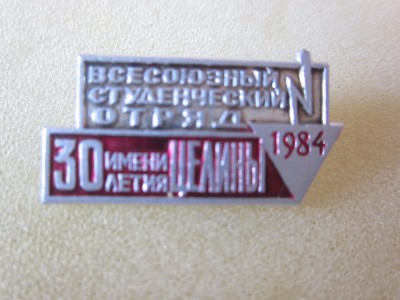 ВСЕСОЮЗНЫЙ
СТУДЕНЧЕСКИЙ
ОТРЯД
30 ИМЕНИ
ЛЕТИЯ ЦЕЛИНЫ
1984